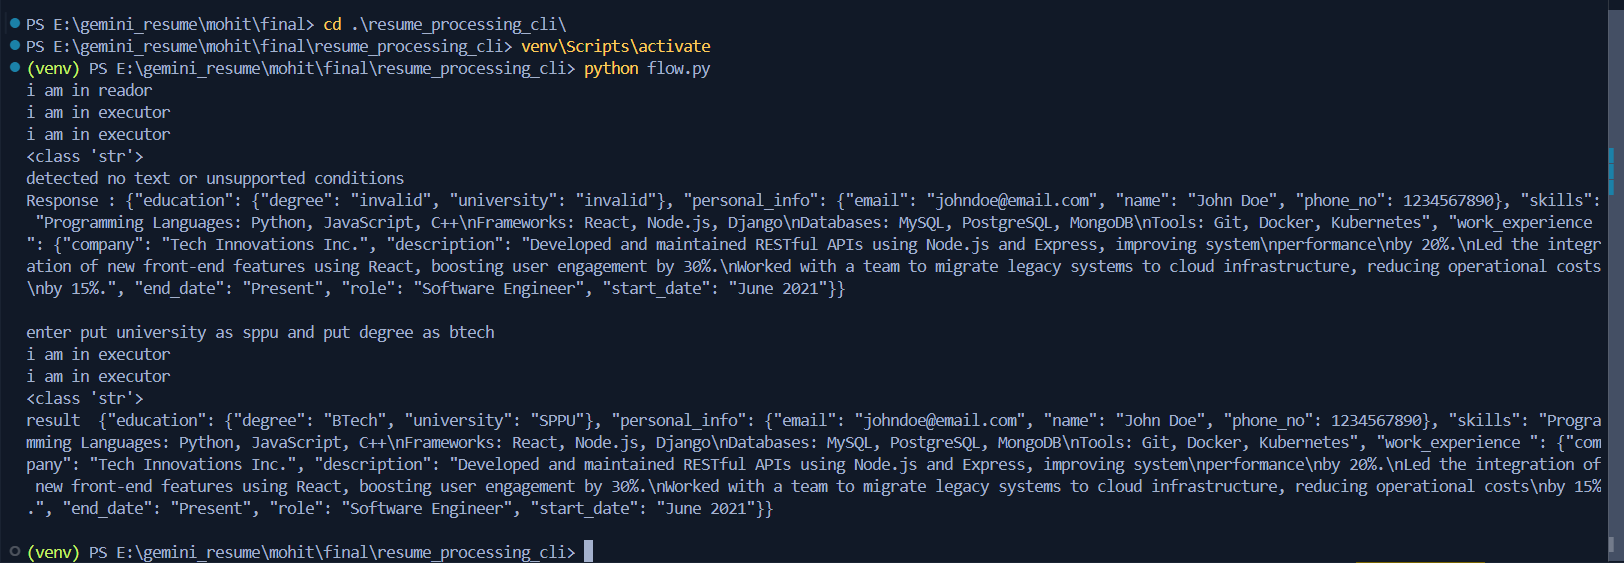 PS E:\gemini_resume\mohit\final> cd .\resume_processing_cli\
PS E:\gemini_resume\mohit\final\resume_processing_cli> venv\Scripts\activate
(venv) PS E:\gemini_resume\mohit\final\resume_processing_cli> python flow.py
i am in reador
i am in executor
i am in executor
<class 'str'>
detected no text or unsupported conditions
Response : {"education": {"degree": "invalid", "university": "invalid"}, "personal_info": {"email": "johndoe@email.com", "name": "John Doe", "phone_no": 1234567890}, "skills":
 "Programming Languages: Python, JavaScript, C++\nFrameworks: React, Node.js, Django\nDatabases: MySQL, PostgreSQL, MongoDB\nTools: Git, Docker, Kubernetes", "work_experience
": {"company": "Tech Innovations Inc.", "description": "Developed and maintained RESTful APIs using Node.js and Express, improving system\nperformance\nby 20%.\nLed the integr
ation of new front-end features using React, boosting user engagement by 30%.\nWorked with a team to migrate legacy systems to cloud infrastructure, reducing operational costs
\nby 15%.", "end_date": "Present", "role": "Software Engineer", "start_date": "June 2021"}}
enter put university as sppu and put degree as btech
i am in executor
i am in executor
<class 'str'>
result  {"education": {"degree": "BTech", "university": "SPPU"}, "personal_info": {"email": "johndoe@email.com", "name": "John Doe", "phone_no": 1234567890}, "skills": "Progra
mming Languages: Python, JavaScript, C++\nFrameworks: React, Node.js, Django\nDatabases: MySQL, PostgreSQL, MongoDB\nTools: Git, Docker, Kubernetes", "work_experience ": {"com
pany": "Tech Innovations Inc.", "description": "Developed and maintained RESTful APIs using Node.js and Express, improving system\nperformance\nby 20%.\nLed the integration of
 new front-end features using React, boosting user engagement by 30%.\nWorked with a team to migrate legacy systems to cloud infrastructure, reducing operational costs\nby 15%
.", "end_date": "Present", "role": "Software Engineer", "start_date": "June 2021"}}
(venv) PS E:\gemini_resume\mohit\final\resume_processing_cli>